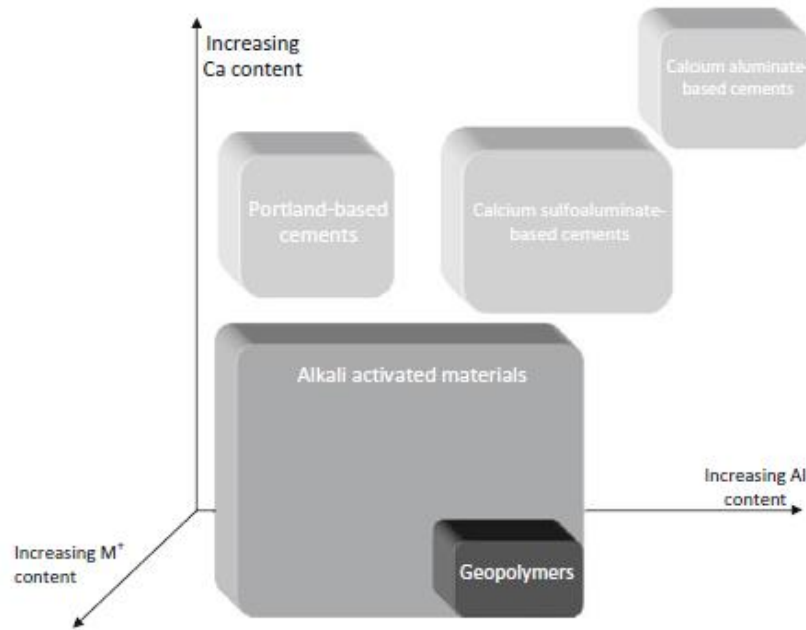 Increasing
Ca content
Calcium aluminate-
based cements
Portland-based
cements
Calcium sulfoaluminate-
based cements
Alkali activated materials
Increasing Al
content
Increasing M⁺
content
Geopolymers